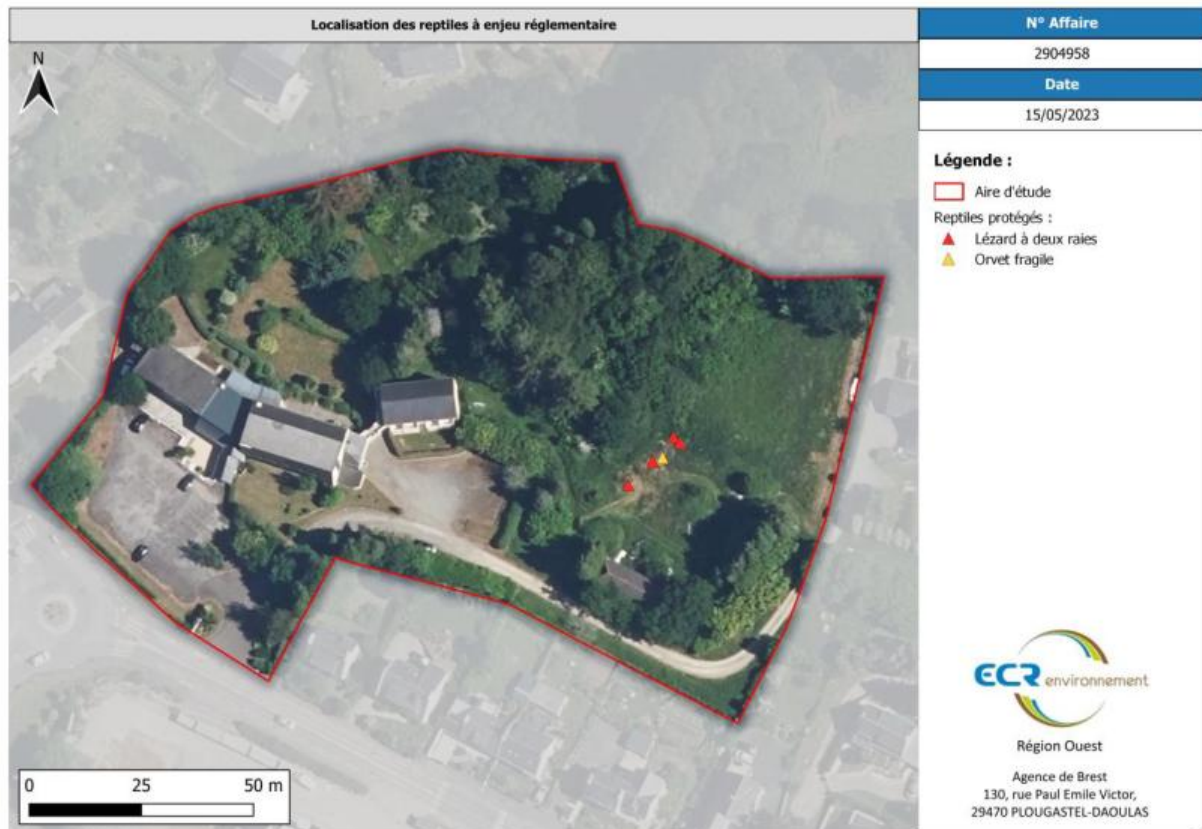 Localisation des reptiles à enjeu réglementaire
N
0 25 50 m
N° Affaire
2904958
Date
15/05/2023
Légende :
Aire d'étude
Reptiles protégés :
Lézard à deux raies
Orvet fragile
ECR environnement
Région Ouest
Agence de Brest
130, rue Paul Emile Victor,
29470 PLOUGASTEL-DAOULAS